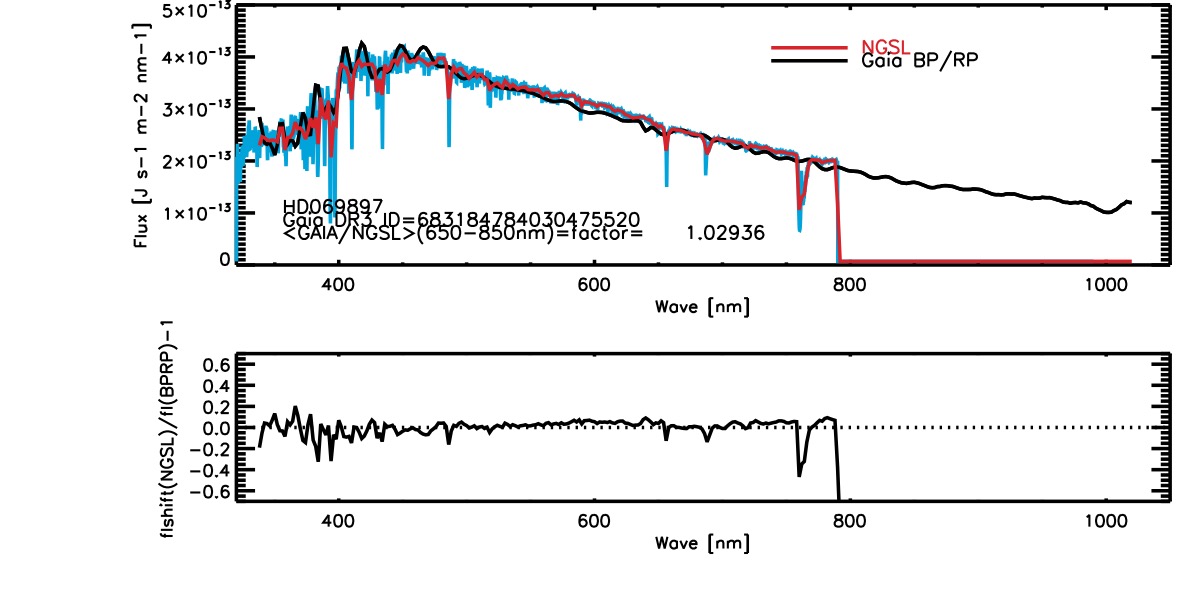 5×10−13
4×10−13
3×10−13
2×10−13
1×10−13
0
Flux [J s−1 m−2 nm−1]
NGSL
Gaia BP/RP
HD069897
Gaia DR3 ID=683184784030475520
<GAIA/NGSL>(650−850nm)=factor= 1.02936
400 600 800 1000
Wave [nm]
flshift(NGSL)/fl(BPRP)−1
0.6
0.4
0.2
0.0
−0.2
−0.4
−0.6
400 600 800 1000
Wave [nm]